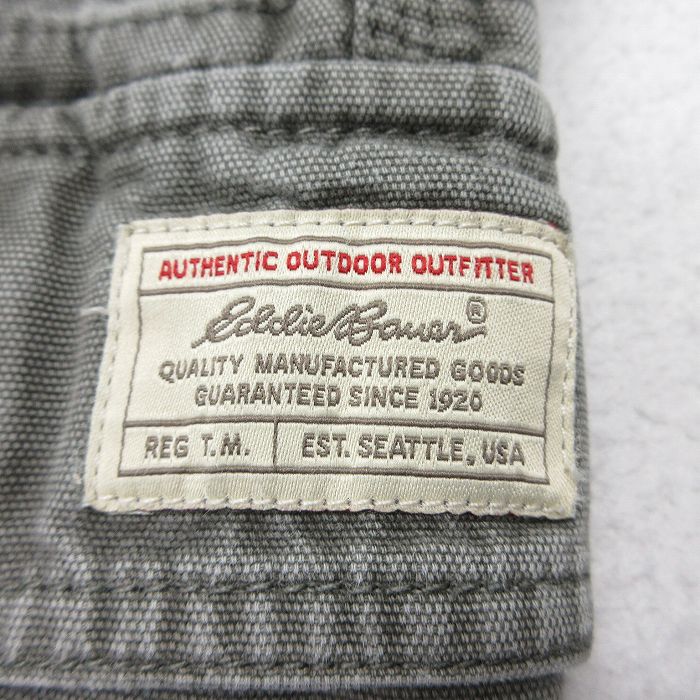 AUTHENTIC OUTDOOR OUTFITTER
Eddie Bauer ®
QUALITY MANUFACTURED GOODS
GUARANTEED SINCE 1920
REG T.M. EST. SEATTLE, USA